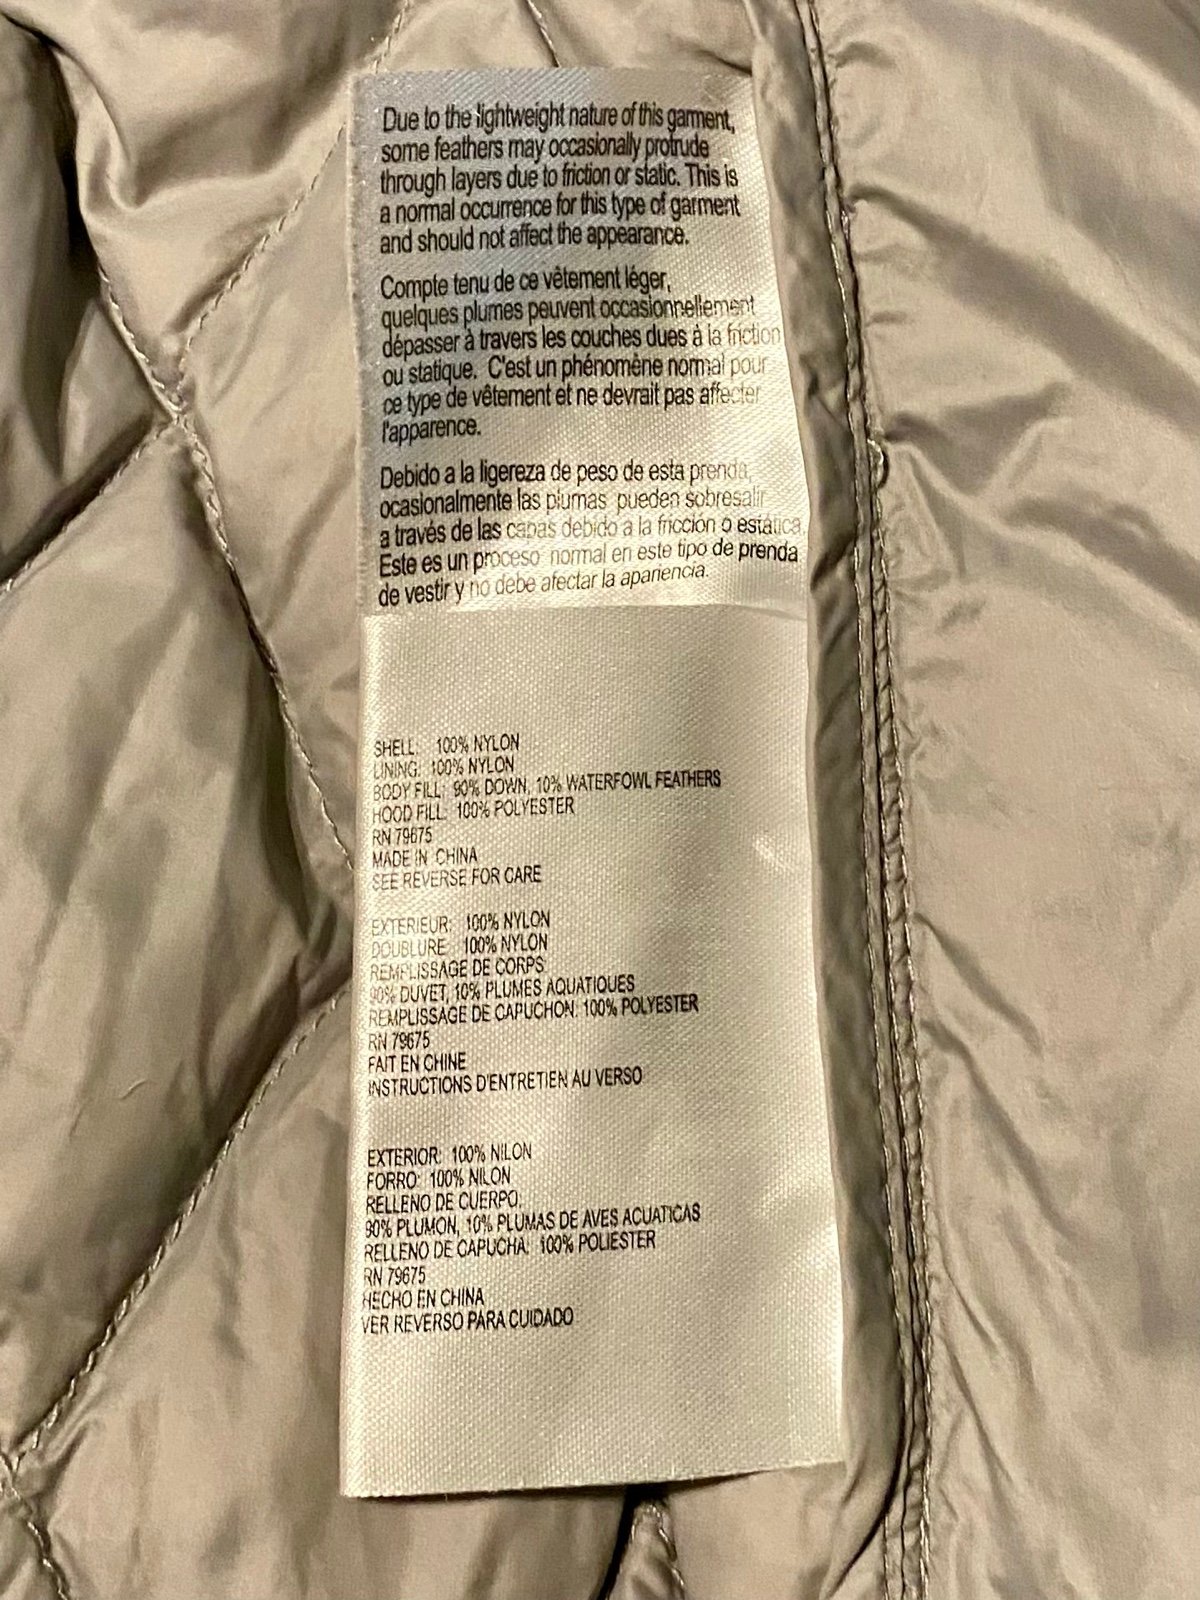 Due to the lightweight nature of this garment,
some feathers may occasionally protrude
through layers due to friction or static. This is
a normal occurrence for this type of garment
and should not affect the appearance.
Compte tenu de ce vêtement léger,
quelques plumes peuvent occasionnellement
dépasser à travers les couches dues à la friction
ou statique. C'est un phénomène normal pour
ce type de vêtement et ne devrait pas affecter
l'apparence.
Debido a la ligereza de peso de esta prenda,
ocasionalmente las plumas pueden sobresalir
a través de las capas debido a la friccion o estática.
Este es un proceso normal en este tipo de prenda
de vestir y no debe afectar la apariencia.
SHELL: 100% NYLON
LINING: 100% NYLON
BODY FILL: 90% DOWN, 10% WATERFOWL FEATHERS
HOOD FILL: 100% POLYESTER
RN 79675
MADE IN CHINA
SEE REVERSE FOR CARE
EXTERIEUR: 100% NYLON
DOUBLURE: 100% NYLON
REMPLISSAGE DE CORPS:
90% DUVET, 10% PLUMES AQUATIQUES
REMPLISSAGE DE CAPUCHON: 100% POLYESTER
RN 79675
FAIT EN CHINE
INSTRUCTIONS D'ENTRETIEN AU VERSO
EXTERIOR: 100% NILON
FORRO: 100% NILON
RELLENO DE CUERPO:
90% PLUMON, 10% PLUMAS DE AVES ACUATICAS
RELLENO DE CAPUCHA: 100% POLIESTER
RN 79675
HECHO EN CHINA
VER REVERSO PARA CUIDADO